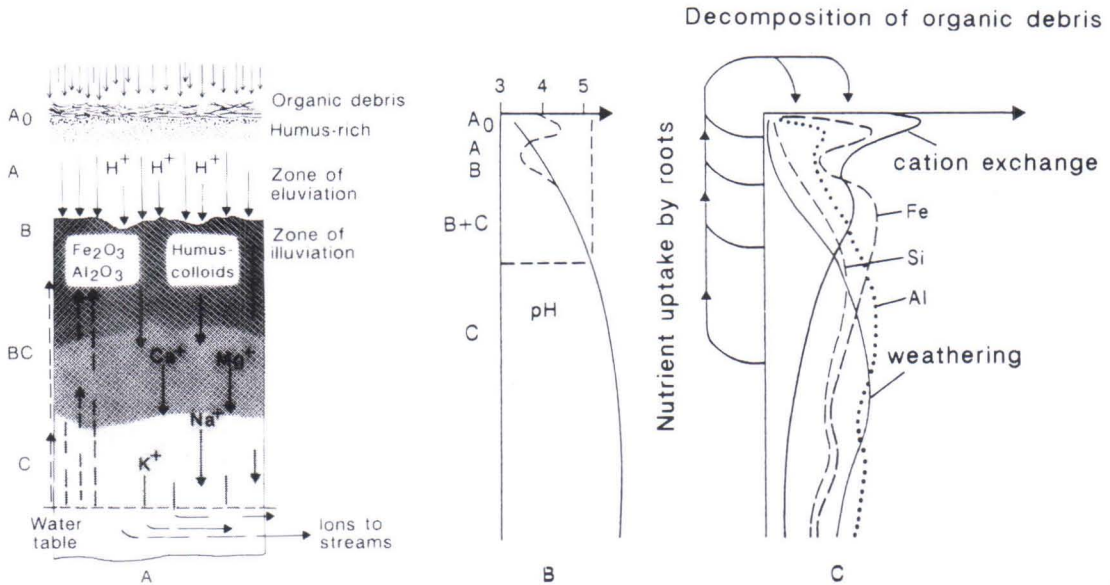 Decomposition of organic debris
A0
Organic debris
Humus-rich
A
H+ H+ H+
Zone of
eluviation
B
Fe2O3
Al2O3
Humus-
colloids
Zone of
illuviation
BC
Ca+ Mg+
Na+
C
K+
Water
table
Ions to
streams
A
3 4 5
A0
A
B
B+C
pH
C
B
Nutrient uptake by roots
cation exchange
Fe
Si
Al
weathering
C